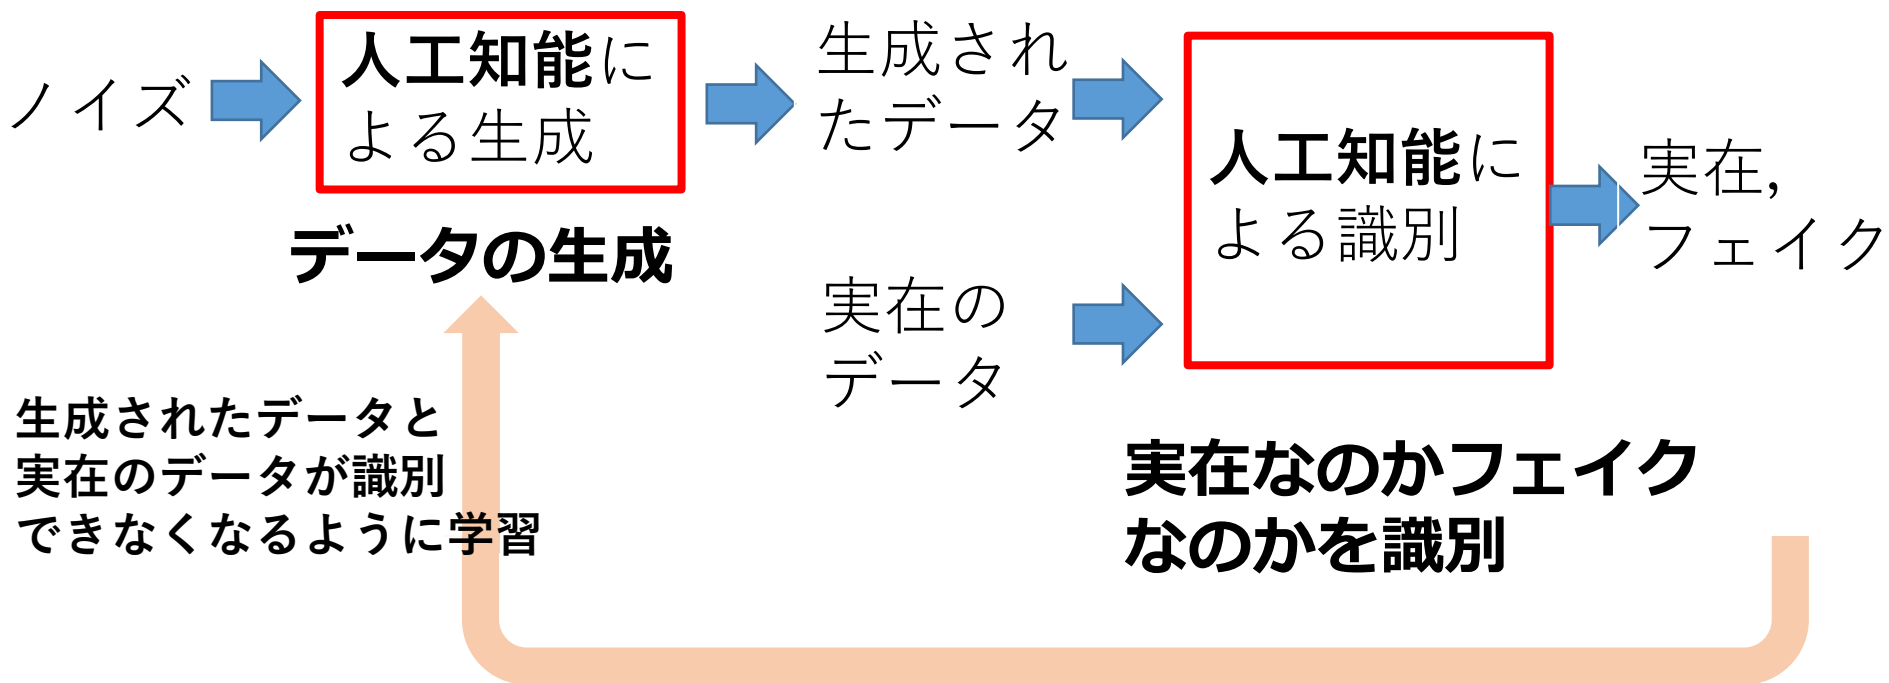 ノイズ
人工知能に
よる生成
データの生成
生成され
たデータ
実在の
データ
人工知能に
よる識別
実在,
フェイク
実在なのかフェイク
なのかを識別
生成されたデータと
実在のデータが識別
できなくなるように学習